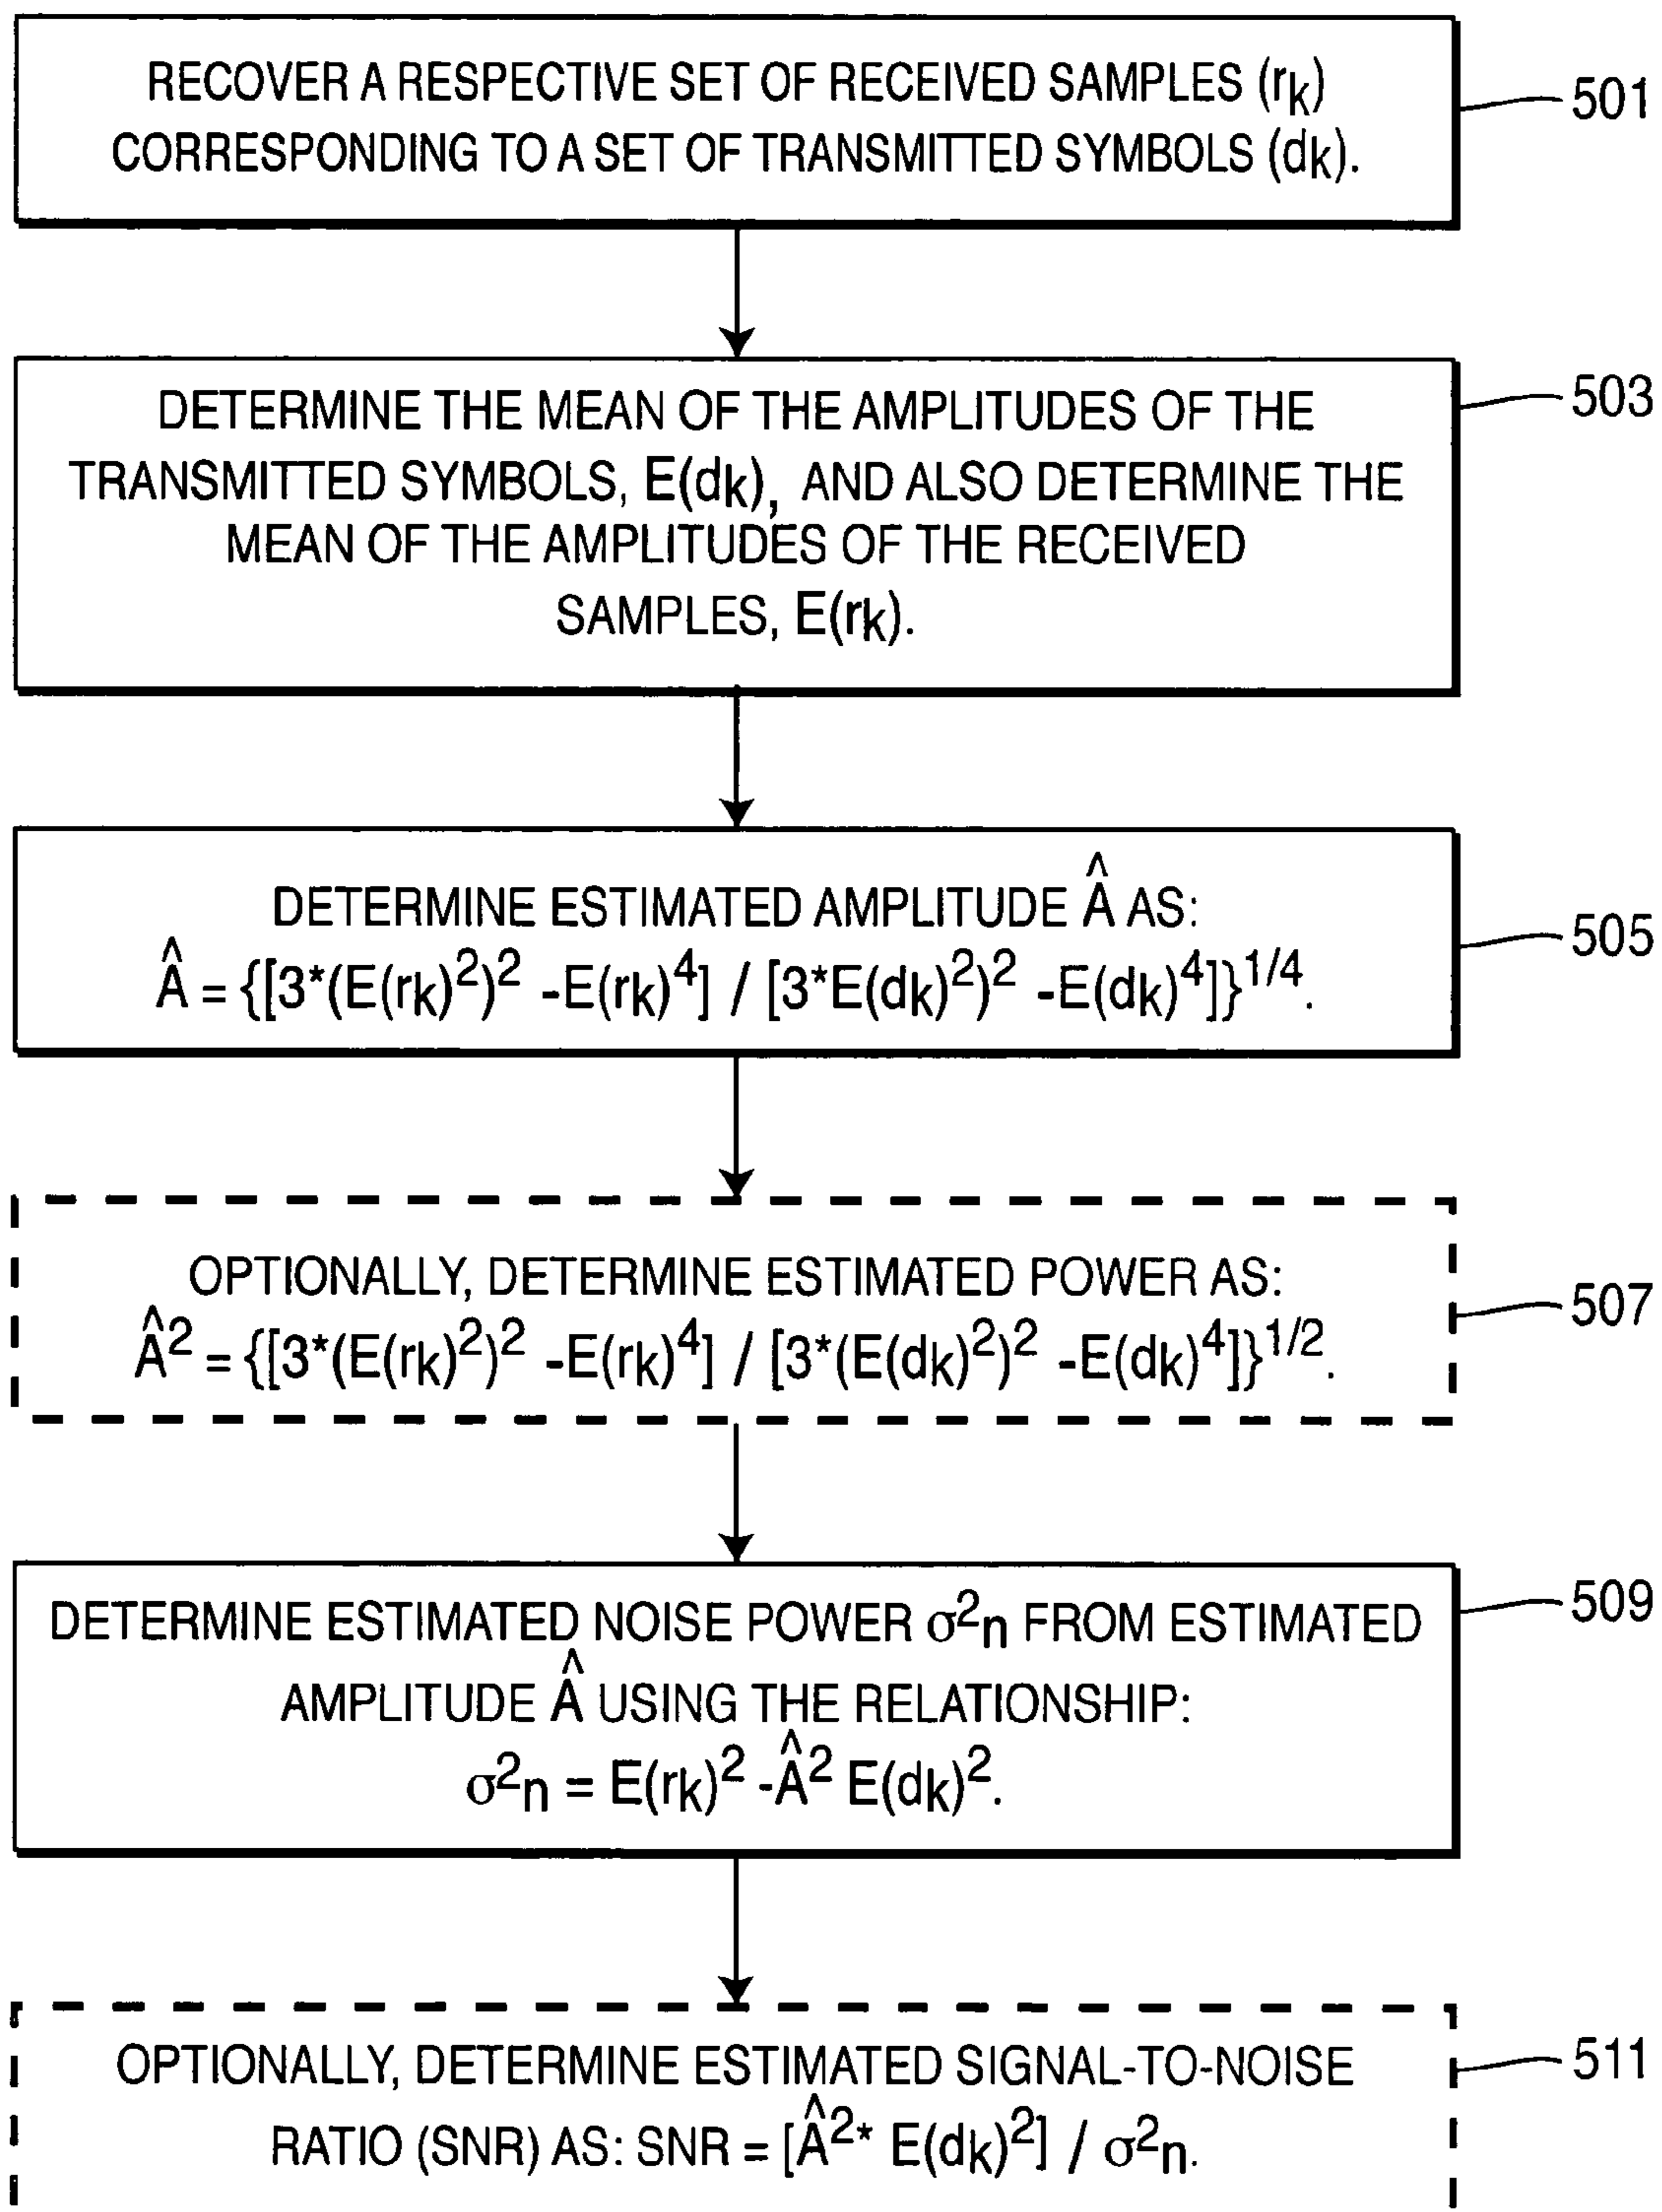 RECOVER A RESPECTIVE SET OF RECEIVED SAMPLES (rk)
CORRESPONDING TO A SET OF TRANSMITTED SYMBOLS (dk).
501
DETERMINE THE MEAN OF THE AMPLITUDES OF THE
TRANSMITTED SYMBOLS, E(dk), AND ALSO DETERMINE THE
MEAN OF THE AMPLITUDES OF THE RECEIVED
SAMPLES, E(rk).
503
DETERMINE ESTIMATED AMPLITUDE Â AS:
Â = {[3*(E(rk)²)² -E(rk)⁴] / [3*E(dk)²)² -E(dk)⁴]}¹/⁴.
505
OPTIONALLY, DETERMINE ESTIMATED POWER AS:
Â² = {[3*(E(rk)²)² -E(rk)⁴] / [3*(E(dk)²)² -E(dk)⁴]}¹/².
507
DETERMINE ESTIMATED NOISE POWER σ²n FROM ESTIMATED
AMPLITUDE Â USING THE RELATIONSHIP:
σ²n = E(rk)² -Â² E(dk)².
509
OPTIONALLY, DETERMINE ESTIMATED SIGNAL-TO-NOISE
RATIO (SNR) AS: SNR = [Â²* E(dk)²] / σ²n.
511